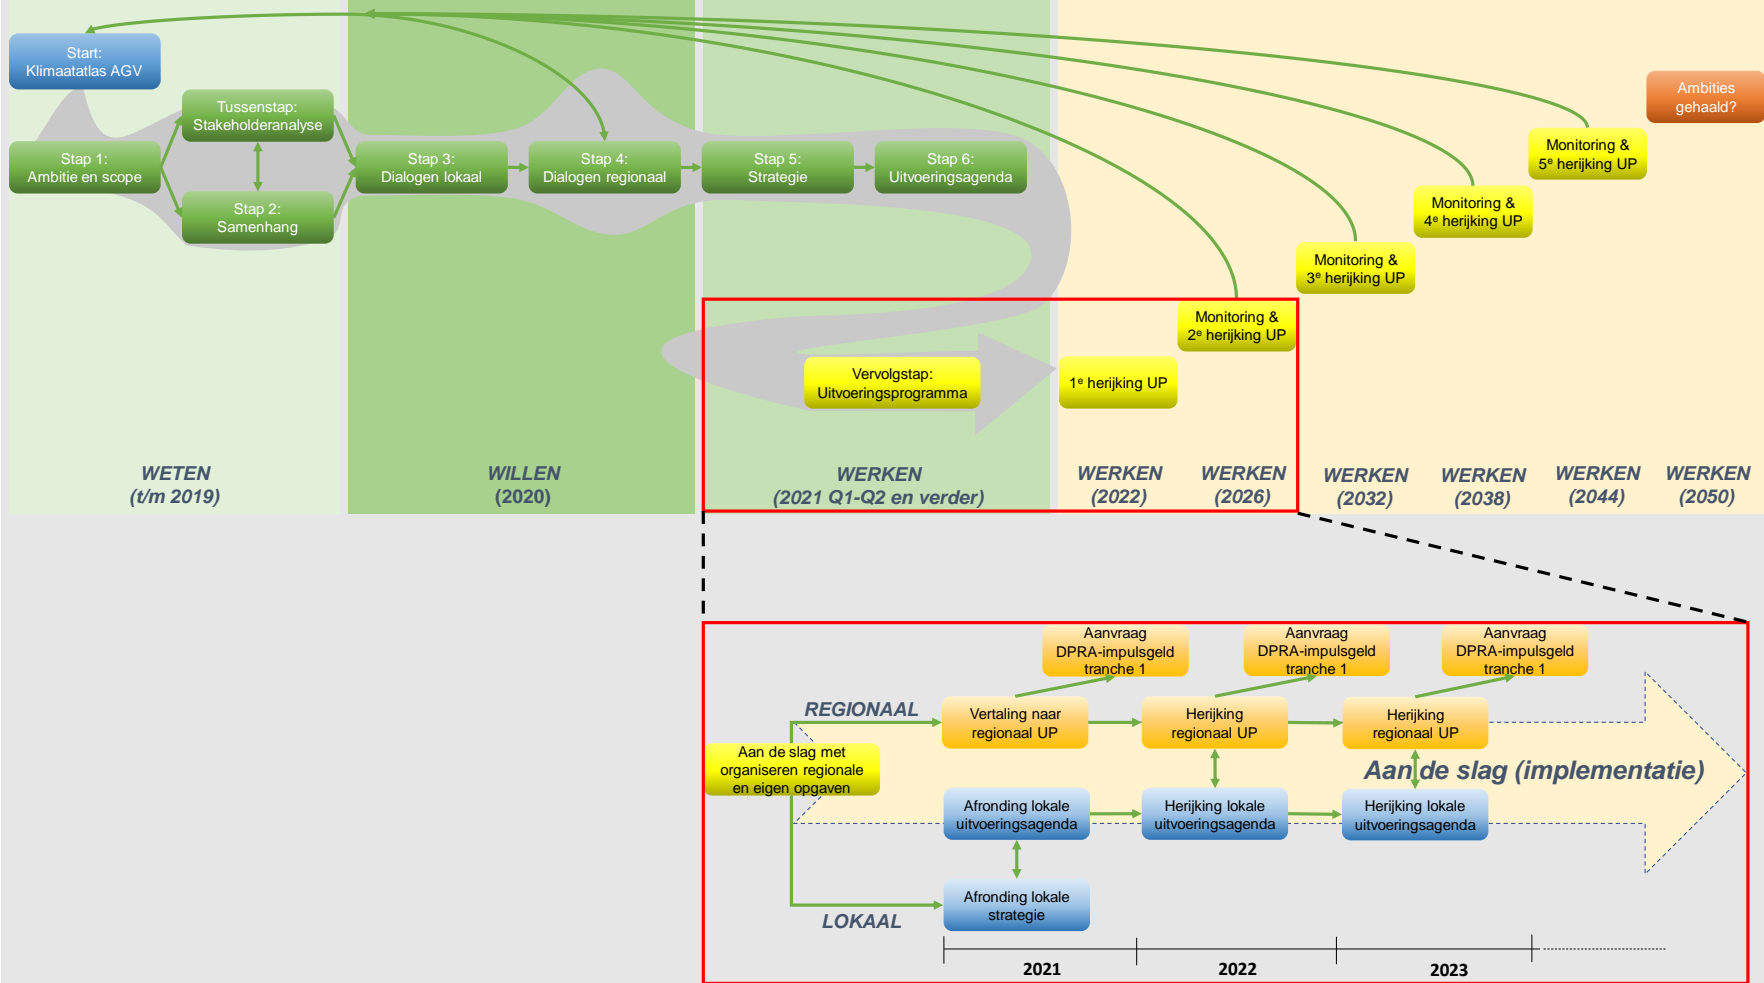 Start:
Klimaatatlas AGV
Tussenstap:
Stakeholderanalyse
Stap 1:
Ambitie en scope
Stap 2:
Samenhang
Stap 3:
Dialogen lokaal
Stap 4:
Dialogen regionaal
Stap 5:
Strategie
Stap 6:
Uitvoeringsagenda
Vervolgstap:
Uitvoeringsprogramma
1e herijking UP
Monitoring &
2e herijking UP
Monitoring &
3e herijking UP
Monitoring &
4e herijking UP
Monitoring &
5e herijking UP
Ambities
gehaald?
WETEN
(t/m 2019)
WILLEN
(2020)
WERKEN
(2021 Q1-Q2 en verder)
WERKEN
(2022)
WERKEN
(2026)
WERKEN
(2032)
WERKEN
(2038)
WERKEN
(2044)
WERKEN
(2050)
Aanvraag
DPRA-impulsgeld
tranche 1
Aanvraag
DPRA-impulsgeld
tranche 1
Aanvraag
DPRA-impulsgeld
tranche 1
REGIONAAL
Vertaling naar
regionaal UP
Herijking
regionaal UP
Herijking
regionaal UP
Aan de slag met
organiseren regionale
en eigen opgaven
Aan de slag (implementatie)
Afronding lokale
uitvoeringsagenda
Herijking lokale
uitvoeringsagenda
Herijking lokale
uitvoeringsagenda
Afronding lokale
strategie
LOKAAL
2021
2022
2023